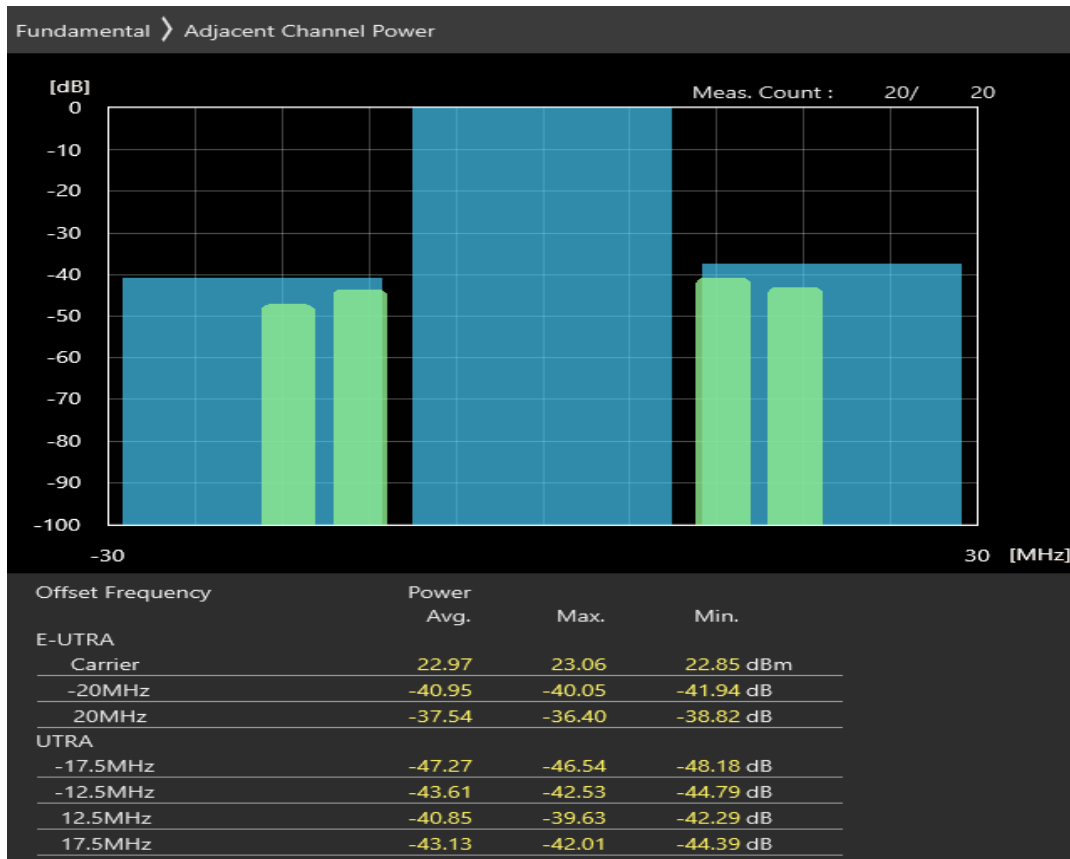 Fundamental 》 Adjacent Channel Power
[dB]
Meas. Count : 20/ 20
0
-10
-20
-30
-40
-50
-60
-70
-80
-90
-100
-30 30 [MHz]
Offset Frequency Power
Avg. Max. Min.
E-UTRA
Carrier 22.97 23.06 22.85 dBm
-20MHz -40.95 -40.05 -41.94 dB
20MHz -37.54 -36.40 -38.82 dB
UTRA
-17.5MHz -47.27 -46.54 -48.18 dB
-12.5MHz -43.61 -42.53 -44.79 dB
12.5MHz -40.85 -39.63 -42.29 dB
17.5MHz -43.13 -42.01 -44.39 dB